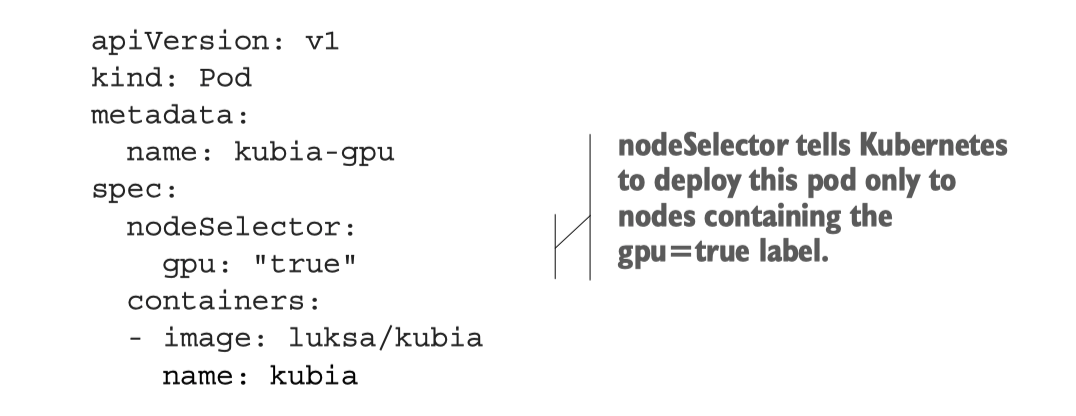 apiVersion: v1
kind: Pod
metadata:
  name: kubia-gpu
spec:
  nodeSelector:
    gpu: "true"
  containers:
  - image: luksa/kubia
    name: kubia
nodeSelector tells Kubernetes
to deploy this pod only to
nodes containing the
gpu=true label.